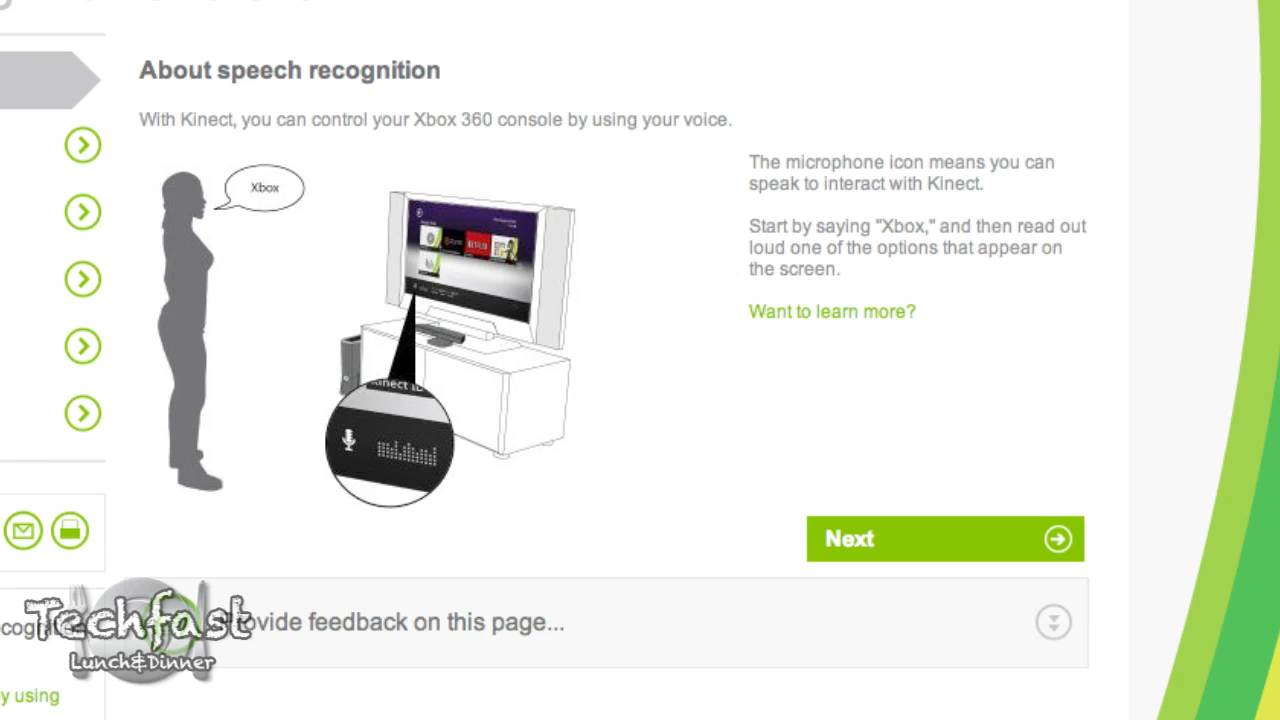 About speech recognition
With Kinect, you can control your Xbox 360 console by using your voice.
Xbox
The microphone icon means you can
speak to interact with Kinect.
Start by saying "Xbox," and then read out
loud one of the options that appear on
the screen.
Want to learn more?
Next
Provide feedback on this page...
Techfast
Lunch&Dinner
y using